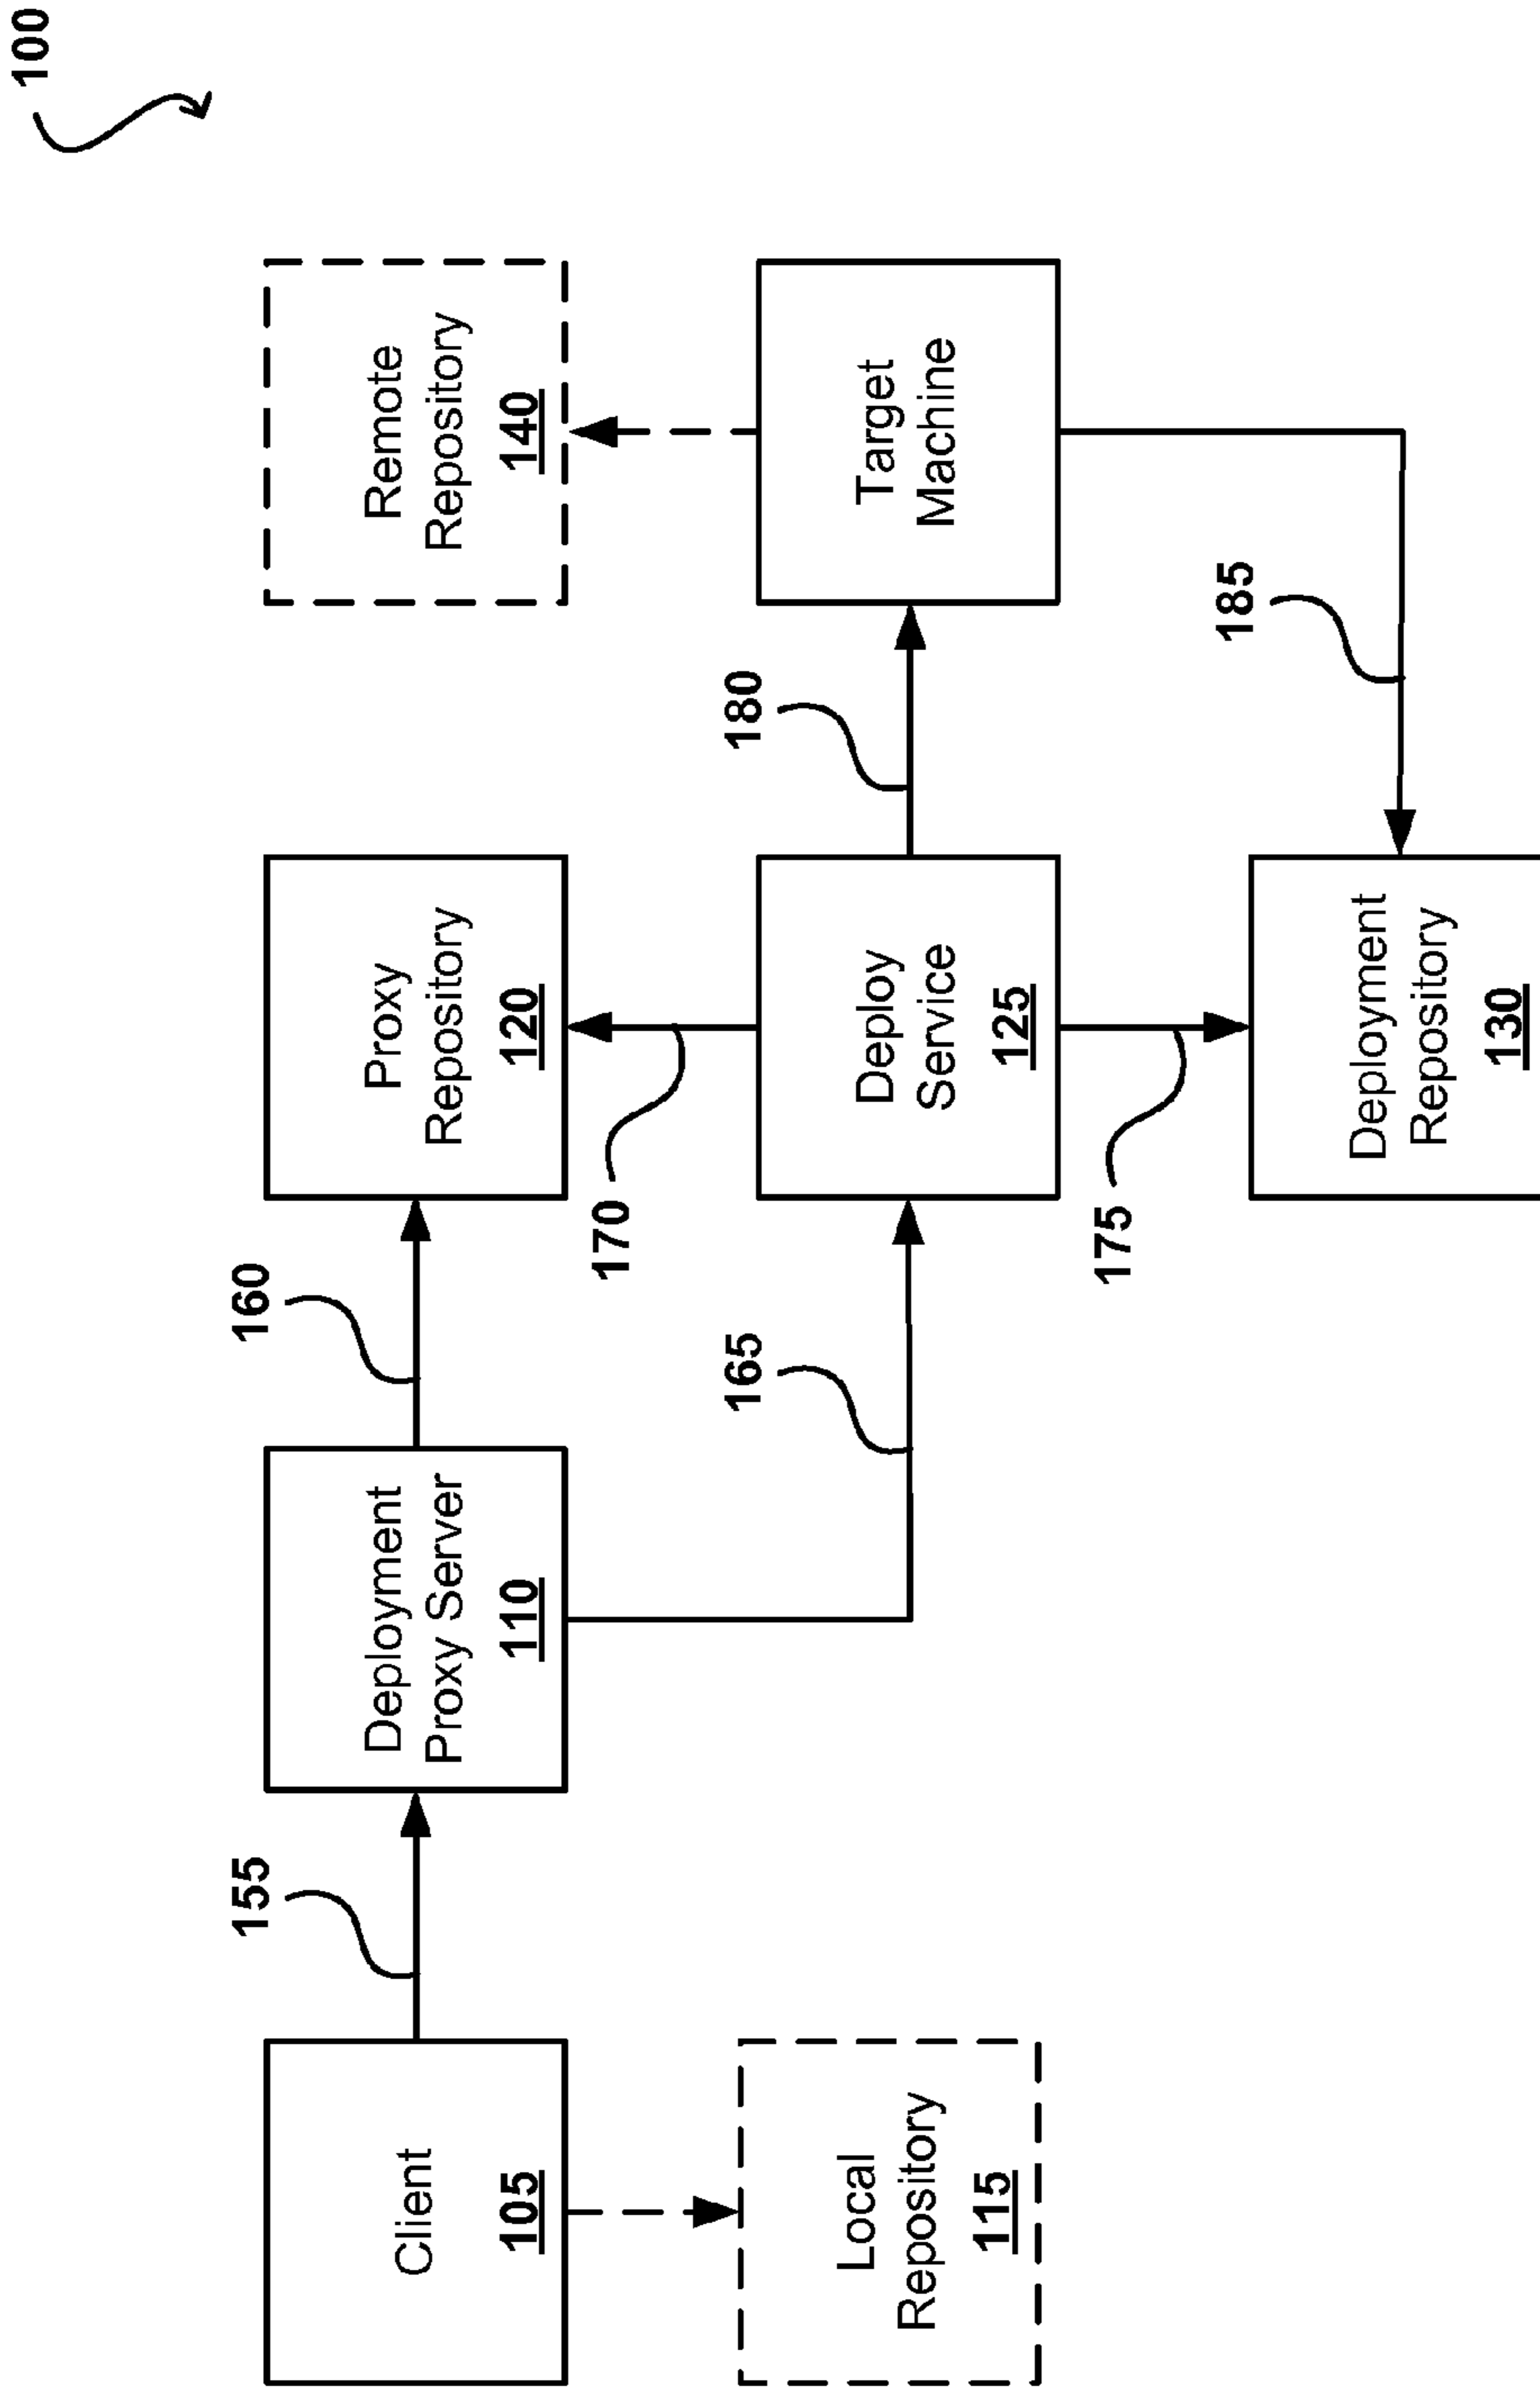 100
155
160
Client
105
Deployment
Proxy Server
110
Proxy
Repository
120
Remote
Repository
140
170
165
180
Local
Repository
115
Deploy
Service
125
Target
Machine
175
185
Deployment
Repository
130